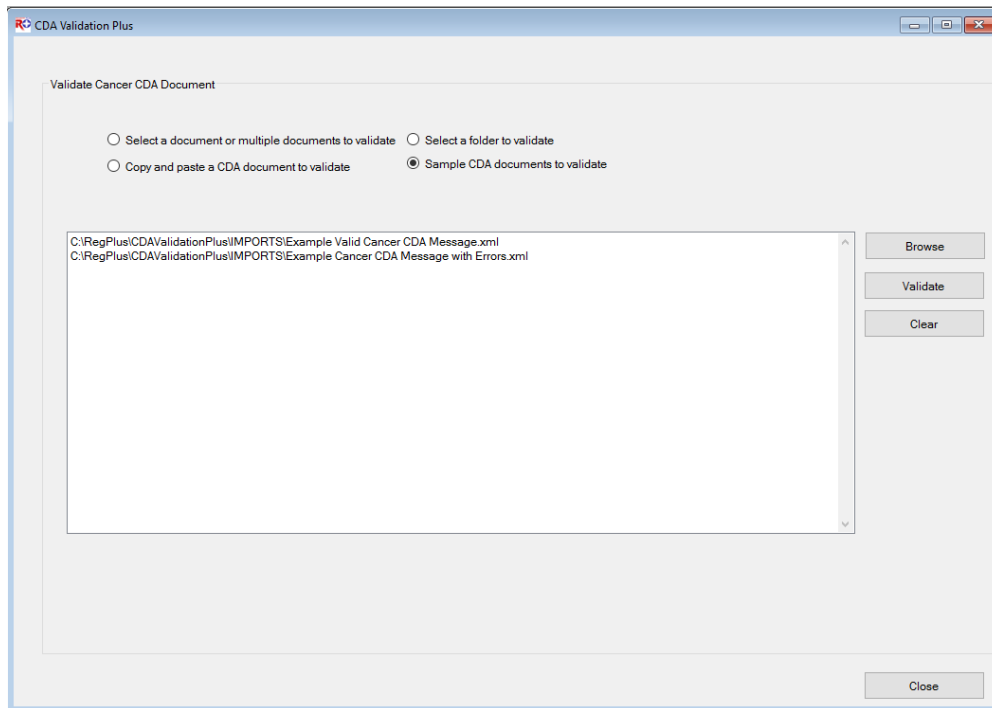 R+ CDA Validation Plus
Validate Cancer CDA Document
Select a document or multiple documents to validate
Select a folder to validate
Copy and paste a CDA document to validate
Sample CDA documents to validate
C:\RegPlus\CDAValidationPlus\IMPORTS\Example Valid Cancer CDA Message.xml
C:\RegPlus\CDAValidationPlus\IMPORTS\Example Cancer CDA Message with Errors.xml
Browse
Validate
Clear
Close